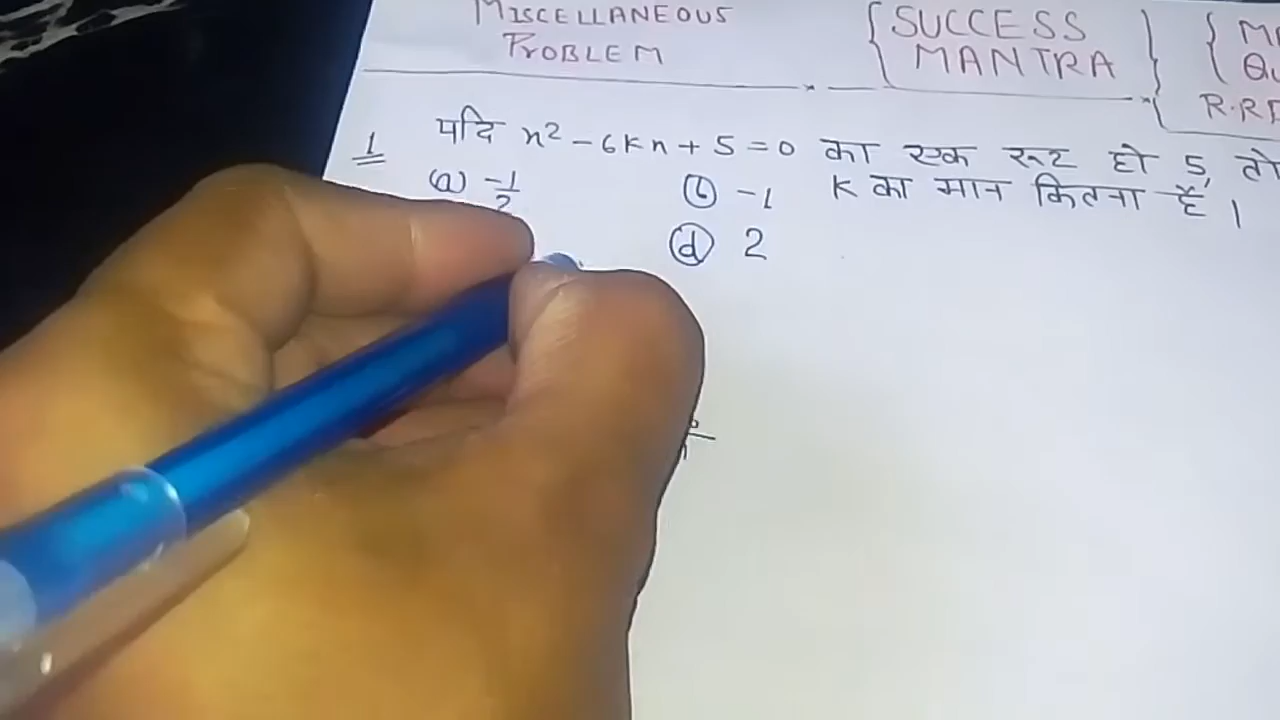 MISCELLANEOUS
PROBLEM
{ SUCCESS
MANTRA }
R.R
1 यदि x² - 6kx + 5 = 0 का एक रूट हो 5, तो
K का मान कितना है ।
(a) -1/2 (b) -1
(d) 2